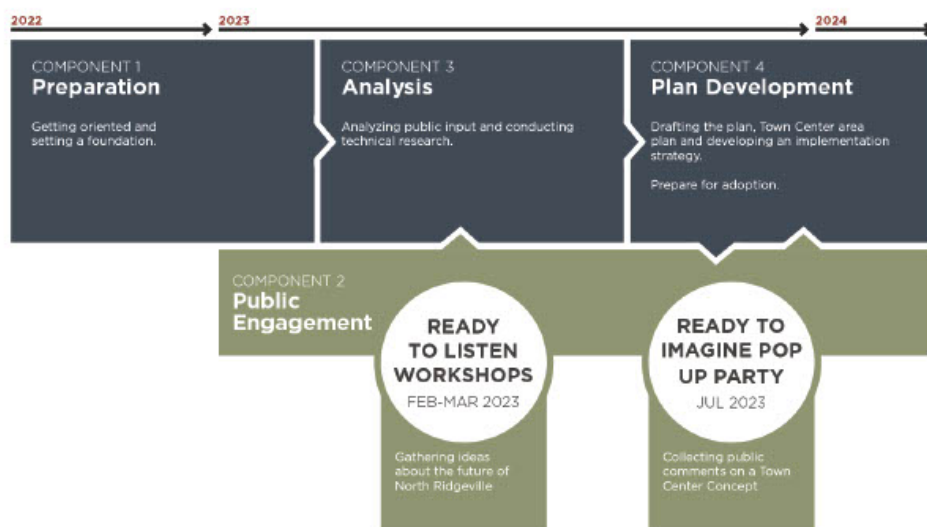 2022
2023
2024
COMPONENT 1
Preparation
Getting oriented and
setting a foundation.
COMPONENT 3
Analysis
Analyzing public input and conducting
technical research.
COMPONENT 4
Plan Development
Drafting the plan, Town Center area
plan and developing an implementation
strategy.
Prepare for adoption.
COMPONENT 2
Public
Engagement
READY
TO LISTEN
WORKSHOPS
FEB-MAR 2023
Gathering ideas
about the future of
North Ridgeville
READY TO
IMAGINE POP
UP PARTY
JUL 2023
Collecting public
comments on a Town
Center Concept